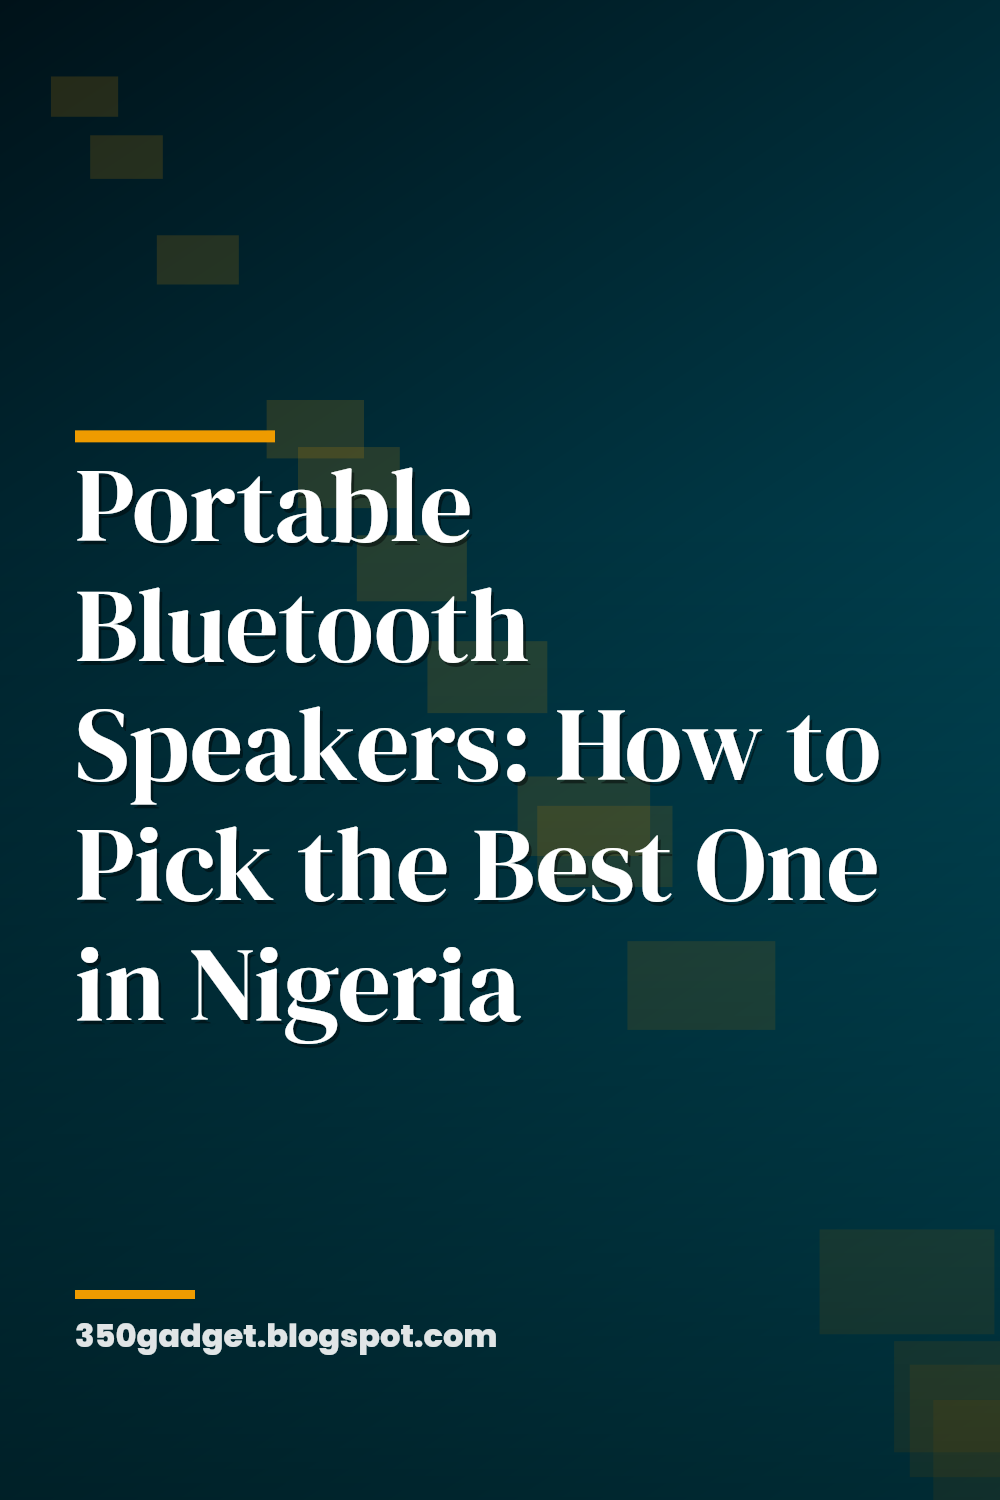 Portable
Bluetooth
Speakers: How to
Pick the Best One
in Nigeria
350gadget.blogspot.com